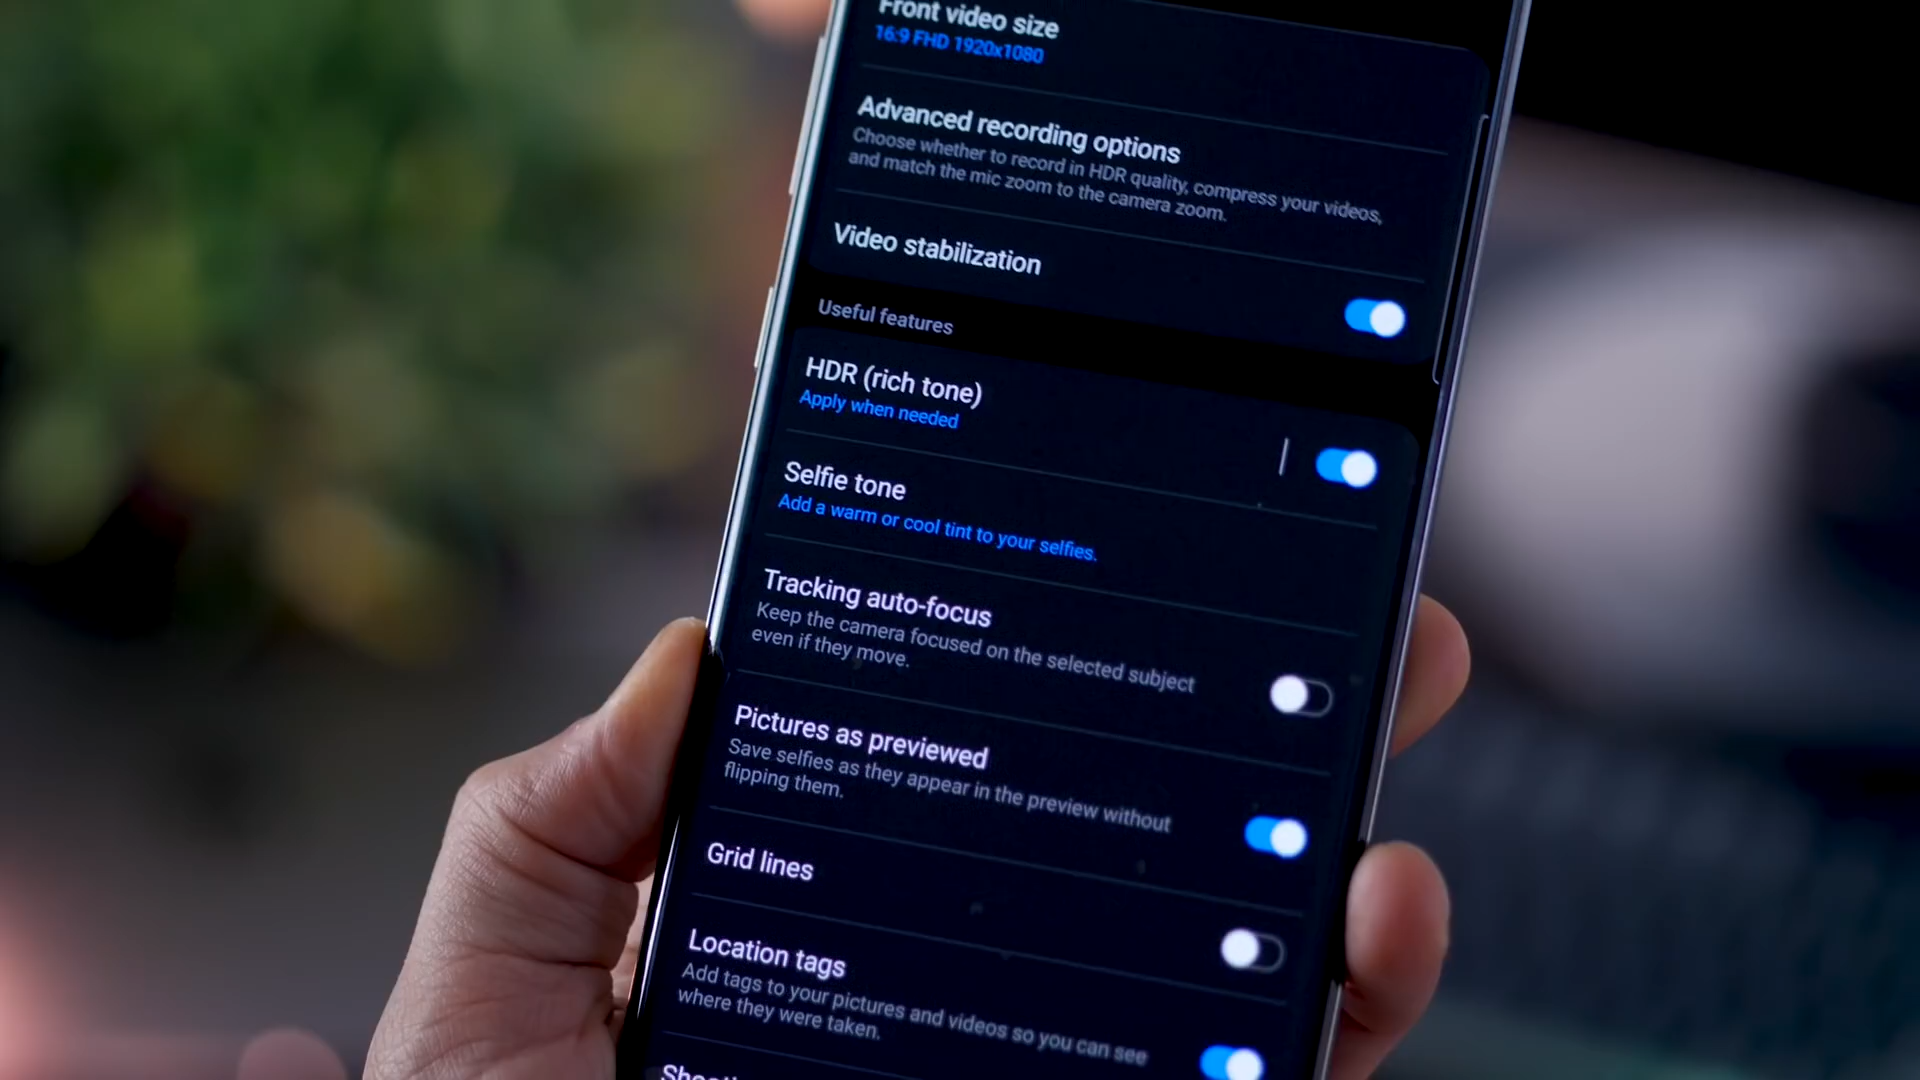 Front video size
16:9 FHD 1920x1080
Advanced recording options
Choose whether to record in HDR quality, compress your videos,
and match the mic zoom to the camera zoom.
Video stabilization
Useful features
HDR (rich tone)
Apply when needed
Selfie tone
Add a warm or cool tint to your selfies.
Tracking auto-focus
Keep the camera focused on the selected subject
even if they move.
Pictures as previewed
Save selfies as they appear in the preview without
flipping them.
Grid lines
Location tags
Add tags to your pictures and videos so you can see
where they were taken.